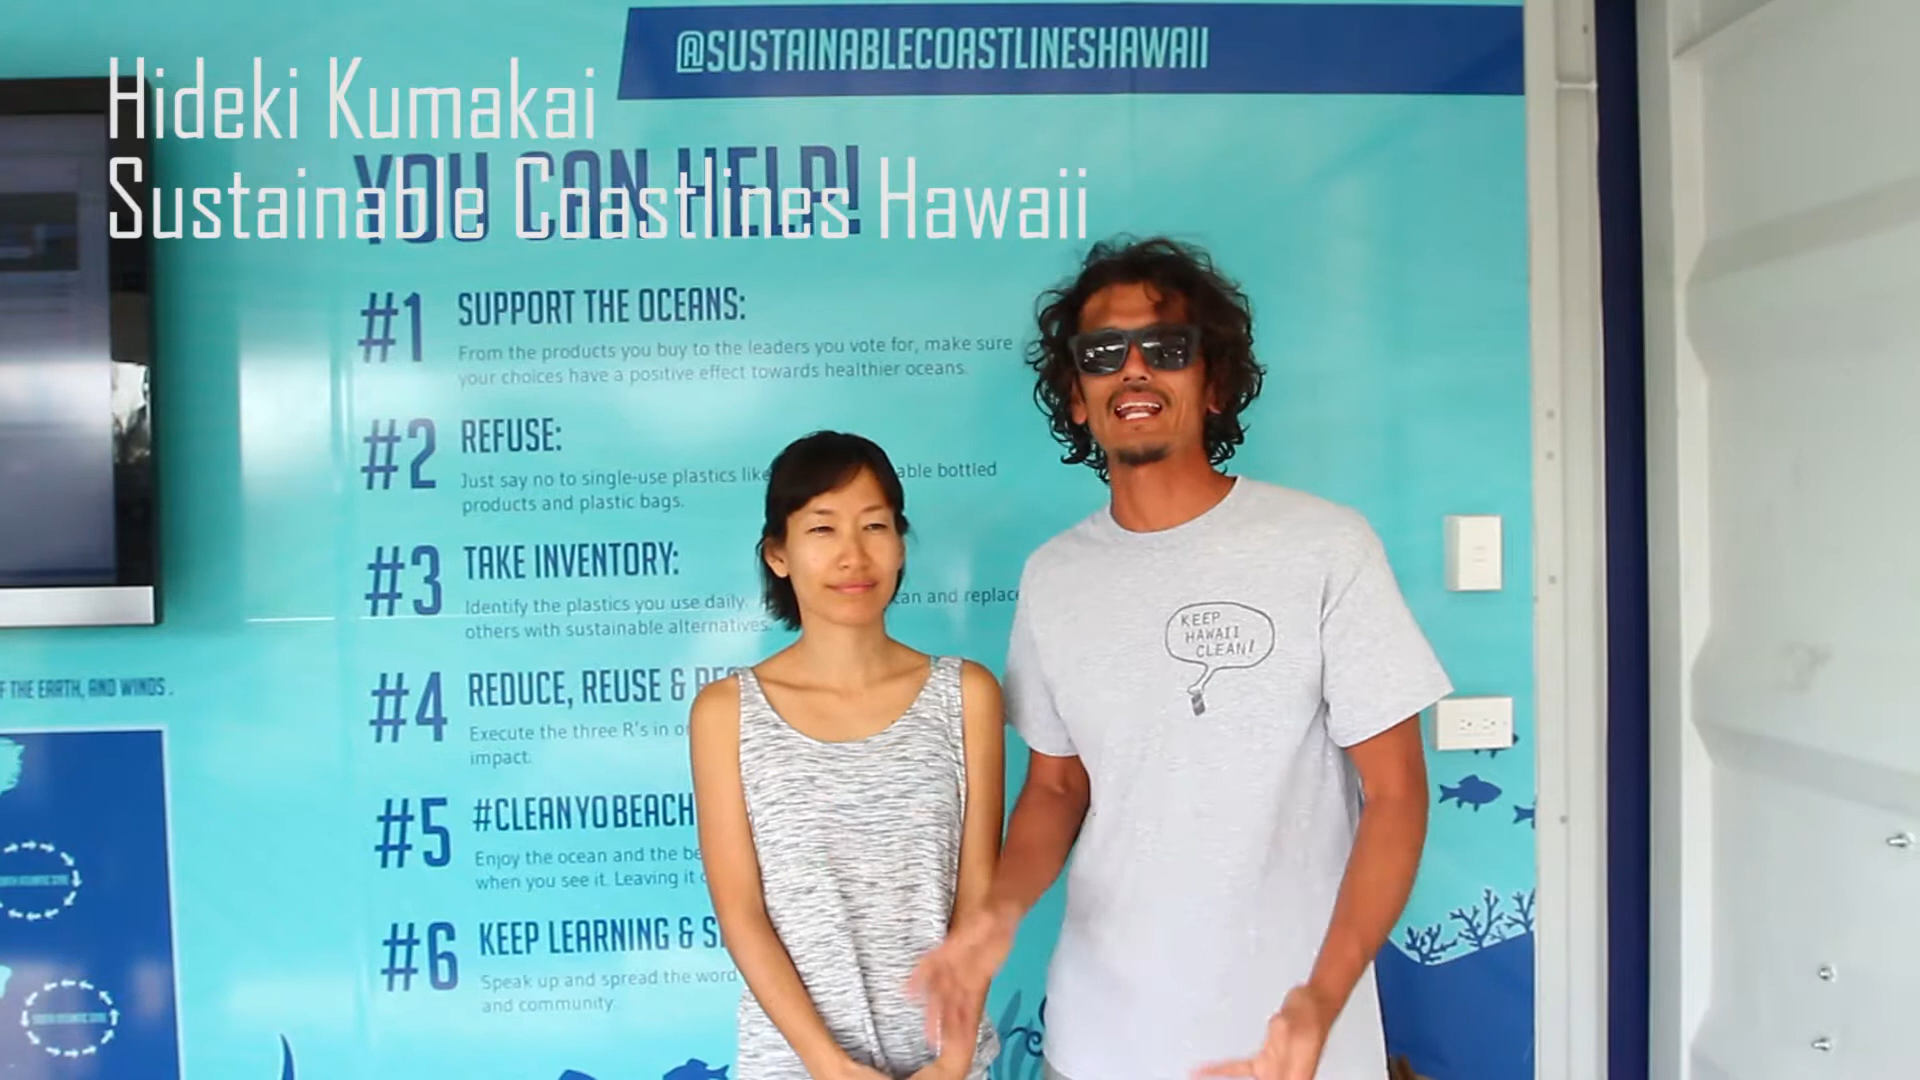 @SUSTAINABLECOASTLINESHAWAII
Hideki Kumakai
YOU CAN HELP!
Sustainable Coastlines Hawaii
#1 SUPPORT THE OCEANS:
From the products you buy to the leaders you vote for, make sure
your choices have a positive effect towards healthier oceans.
#2 REFUSE:
Just say no to single-use plastics like able bottled
products and plastic bags.
#3 TAKE INVENTORY:
Identify the plastics you use daily. can and replace
others with sustainable alternatives.
#4 REDUCE, REUSE &
Execute the three R's in
impact.
#5 #CLEANYOBEACH
Enjoy the ocean and the
when you see it. Leaving it
#6 KEEP LEARNING &
Speak up and spread the word
and community.
KEEP
HAWAII
CLEAN!
F THE EARTH, AND WINDS.